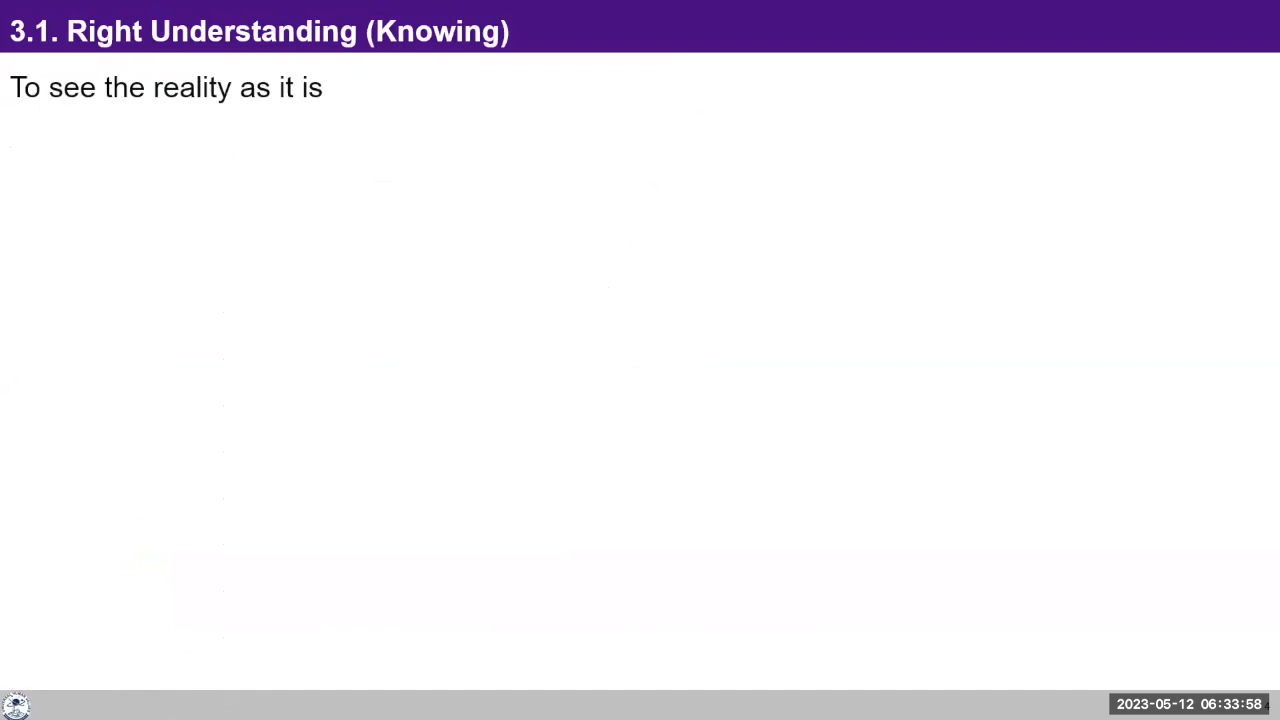 3.1. Right Understanding (Knowing)
To see the reality as it is
2023-05-12 06:33:58